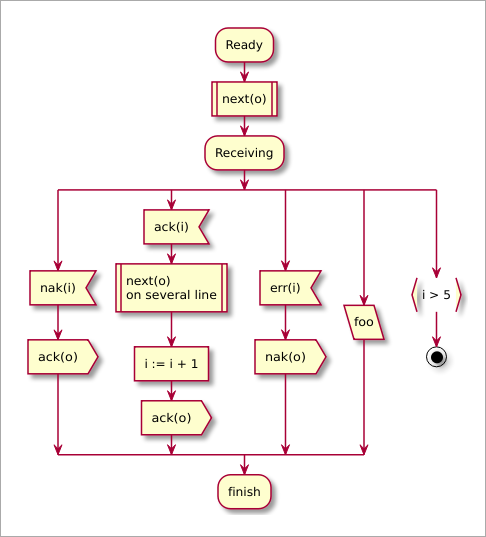 Ready
next(o)
Receiving
nak(i)
ack(o)
ack(i)
next(o)
on several line
i := i + 1
ack(o)
err(i)
nak(o)
foo
i > 5
finish